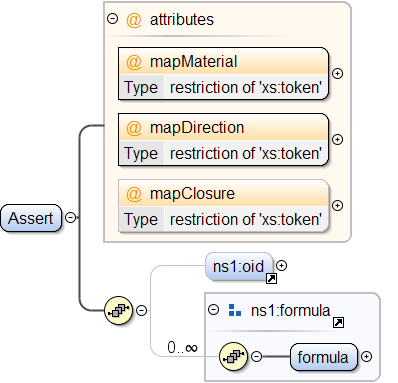 @ attributes
@ mapMaterial
Type restriction of 'xs:token'
@ mapDirection
Type restriction of 'xs:token'
@ mapClosure
Type restriction of 'xs:token'
Assert
ns1:oid
ns1:formula
0..∞
formula